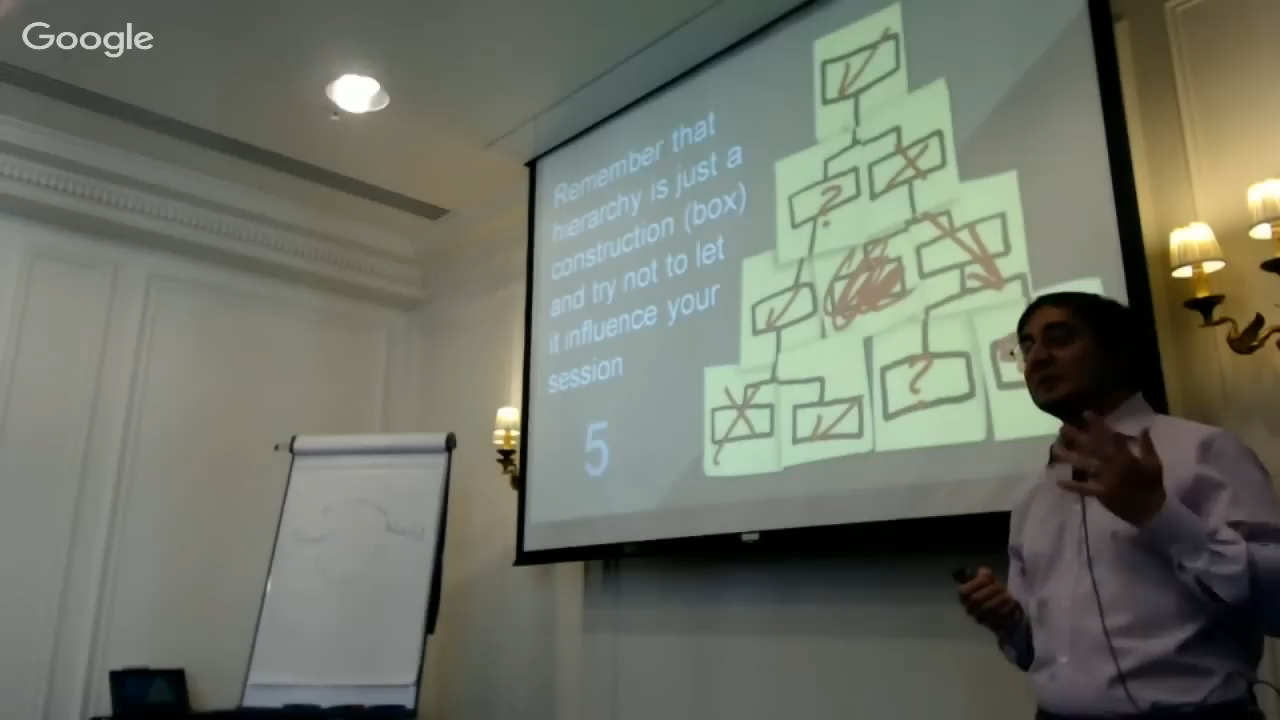 Google
Remember that
hierarchy is just a
construction (box)
and try not to let
it influence your
session
5
?
?